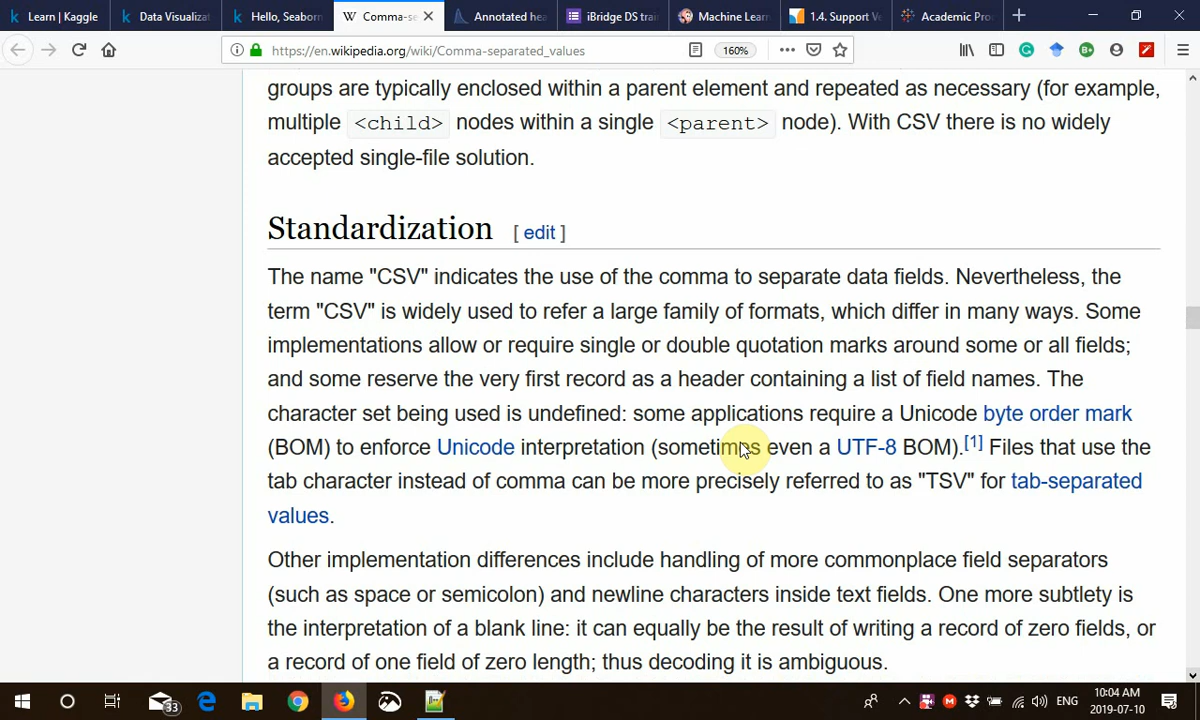 Learn | Kaggle
Data Visualizat
Hello, Seaborn
Comma-se
Annotated hea
iBridge DS train
Machine Learn
1.4. Support Ve
Academic Pro
https://en.wikipedia.org/wiki/Comma-separated_values
160%
groups are typically enclosed within a parent element and repeated as necessary (for example,
multiple <child> nodes within a single <parent> node). With CSV there is no widely
accepted single-file solution.
Standardization [ edit ]
The name "CSV" indicates the use of the comma to separate data fields. Nevertheless, the
term "CSV" is widely used to refer a large family of formats, which differ in many ways. Some
implementations allow or require single or double quotation marks around some or all fields;
and some reserve the very first record as a header containing a list of field names. The
character set being used is undefined: some applications require a Unicode byte order mark
(BOM) to enforce Unicode interpretation (sometimes even a UTF-8 BOM).[1] Files that use the
tab character instead of comma can be more precisely referred to as "TSV" for tab-separated
values.
Other implementation differences include handling of more commonplace field separators
(such as space or semicolon) and newline characters inside text fields. One more subtlety is
the interpretation of a blank line: it can equally be the result of writing a record of zero fields, or
a record of one field of zero length; thus decoding it is ambiguous.
33
ENG
10:04 AM
2019-07-10